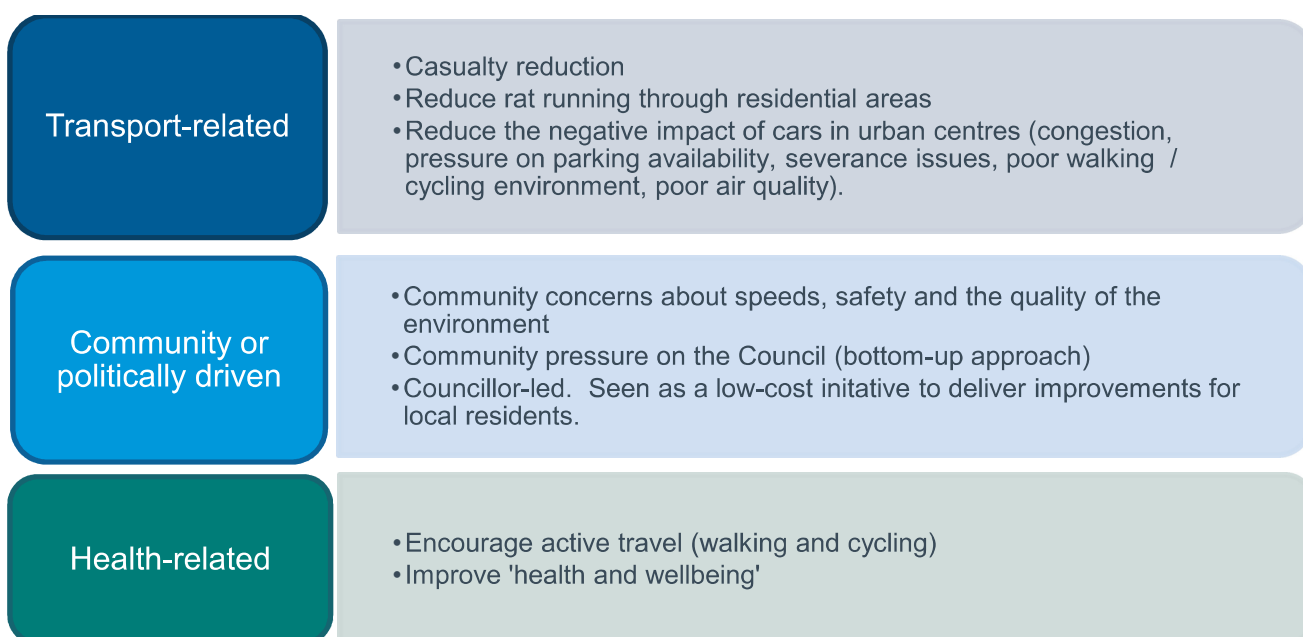 Transport-related
•Casualty reduction
•Reduce rat running through residential areas
•Reduce the negative impact of cars in urban centres (congestion,
pressure on parking availability, severance issues, poor walking  /
cycling environment, poor air quality).
Community or
politically driven
•Community concerns about speeds, safety and the quality of the
environment
•Community pressure on the Council (bottom-up approach)
•Councillor-led.  Seen as a low-cost initative to deliver improvements for
local residents.
Health-related
•Encourage active travel (walking and cycling)
•Improve 'health and wellbeing'